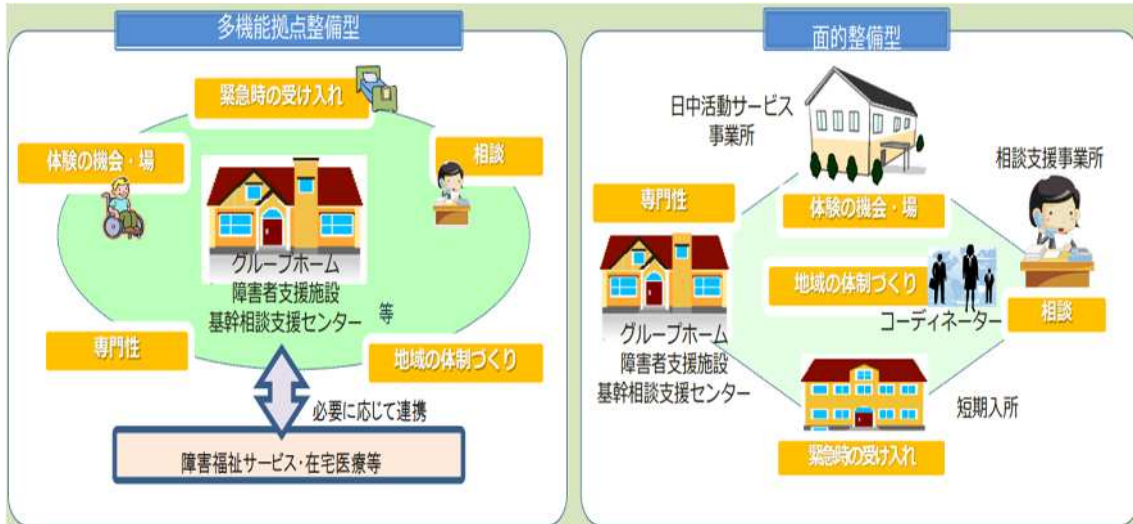 多機能拠点整備型
緊急時の受け入れ
体験の機会・場
相談
グループホーム
障害者支援施設
基幹相談支援センター
等
専門性
地域の体制づくり
必要に応じて連携
障害福祉サービス・在宅医療等
面的整備型
日中活動サービス
事業所
相談支援事業所
専門性
体験の機会・場
地域の体制づくり
コーディネーター
相談
グループホーム
障害者支援施設
基幹相談支援センター
短期入所
緊急時の受け入れ